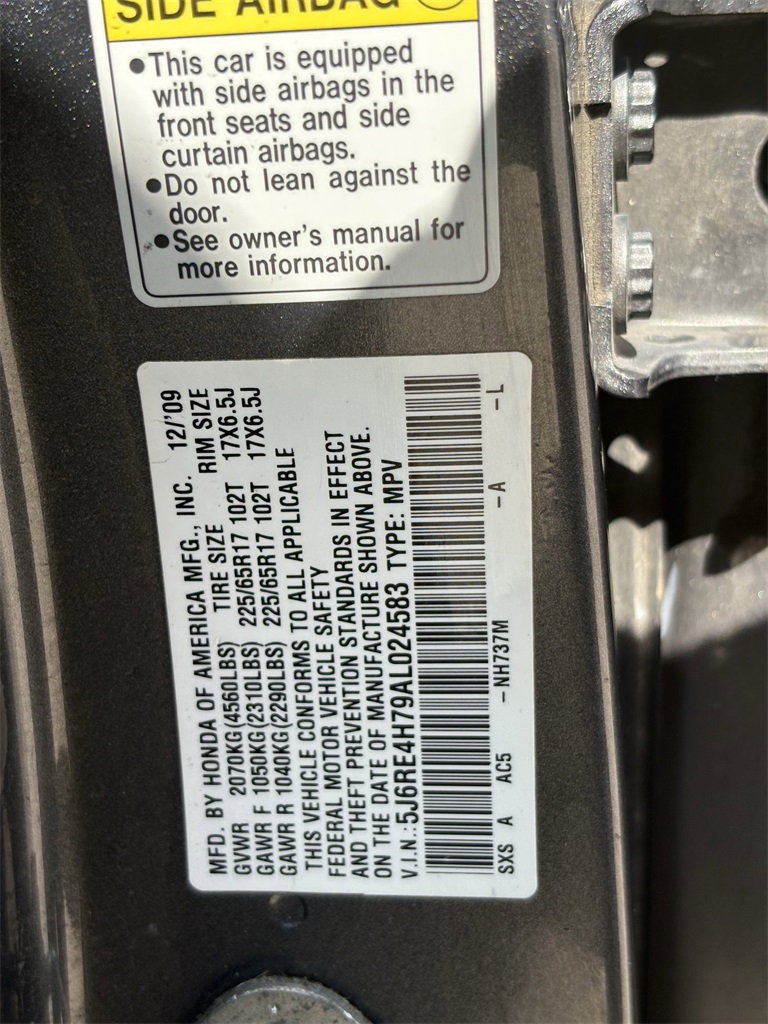 SIDE AIRBAG
•This car is equipped
with side airbags in the
front seats and side
curtain airbags.
•Do not lean against the
door.
•See owner's manual for
more information.
MFD. BY HONDA OF AMERICA MFG., INC. 12/'09
GVWR 2070KG(4560LBS) TIRE SIZE RIM SIZE
GAWR F 1050KG(2310LBS) 225/65R17 102T 17X6.5J
GAWR R 1040KG(2290LBS) 225/65R17 102T 17X6.5J
THIS VEHICLE CONFORMS TO ALL APPLICABLE
FEDERAL MOTOR VEHICLE SAFETY
AND THEFT PREVENTION STANDARDS IN EFFECT
ON THE DATE OF MANUFACTURE SHOWN ABOVE.
V.I.N.:5J6RE4H79AL024583 TYPE: MPV
SXS A AC5 -NH737M -A -L